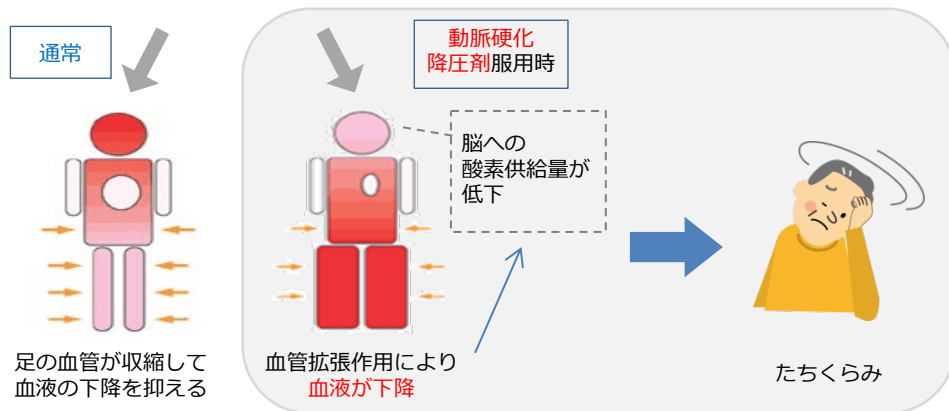 通常
動脈硬化
降圧剤服用時
脳への
酸素供給量が
低下
足の血管が収縮して
血液の下降を抑える
血管拡張作用により
血液が下降
たちくらみ